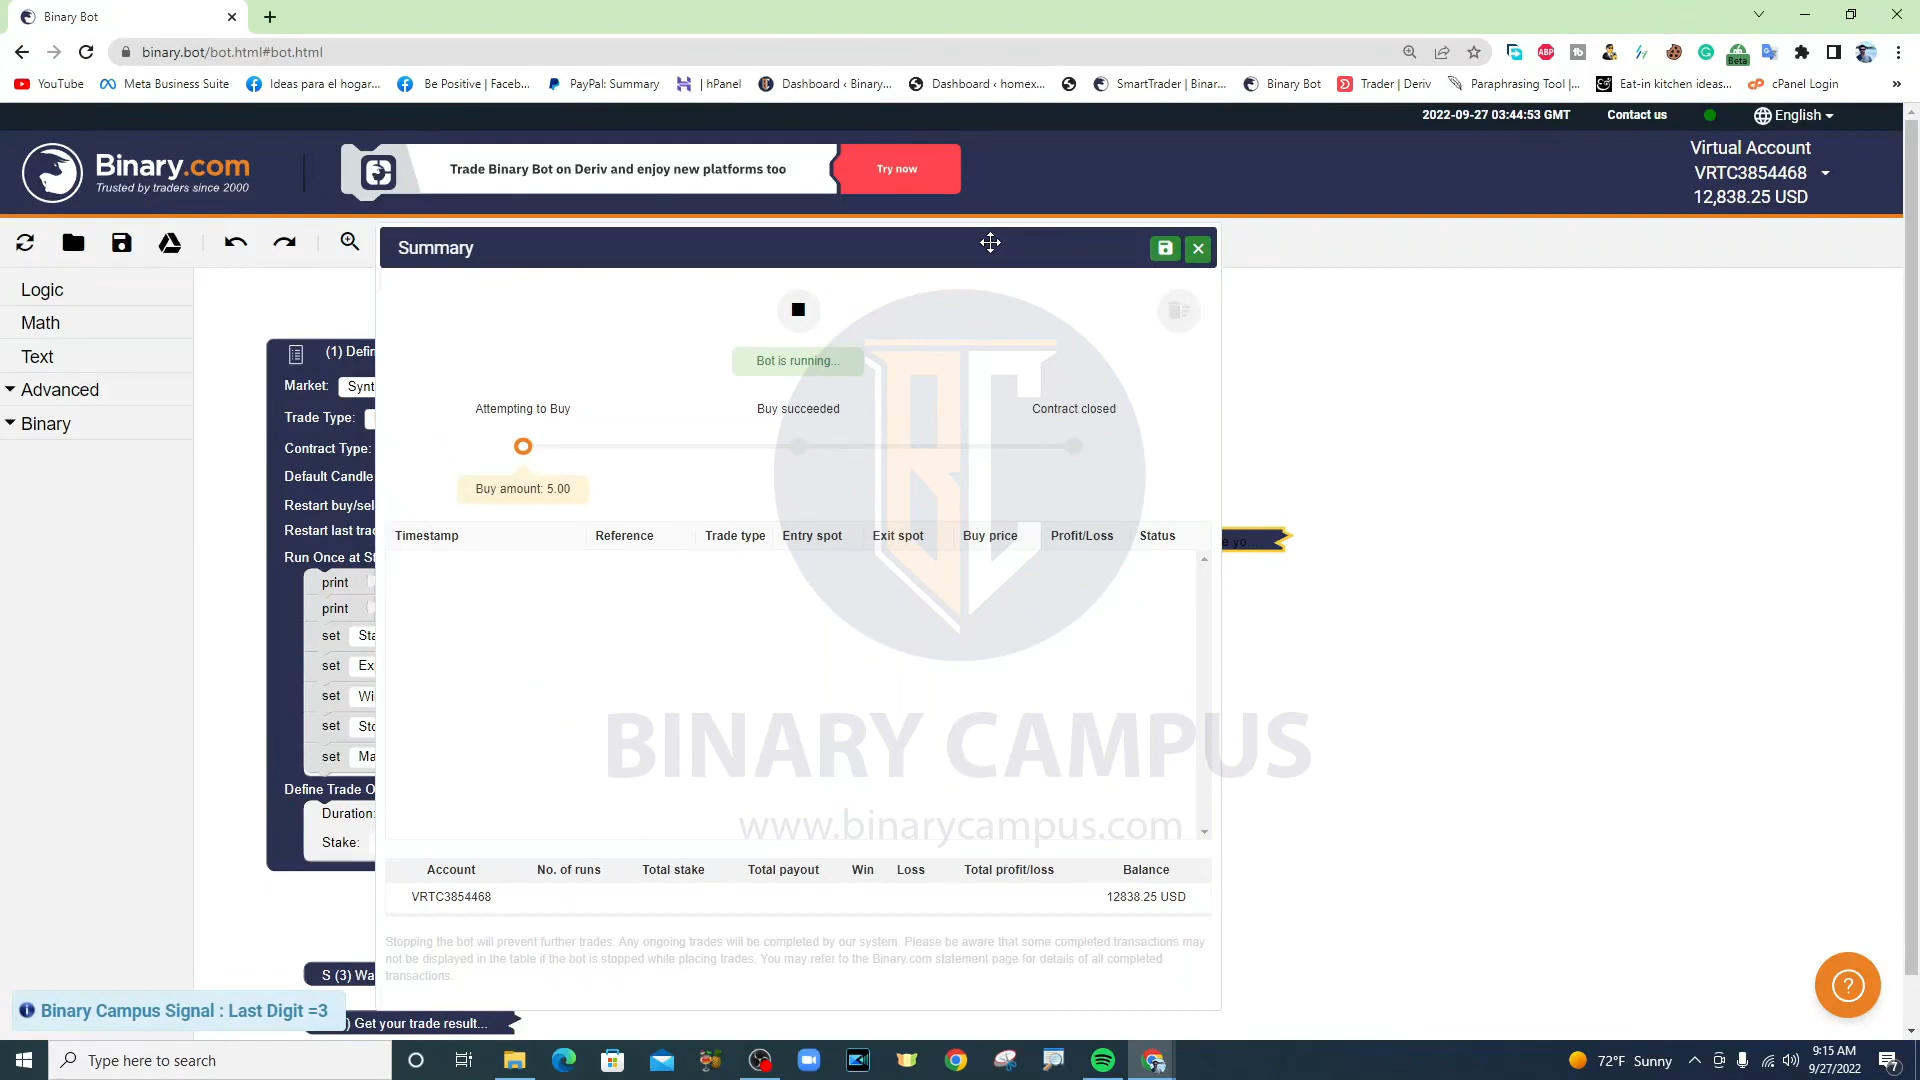 Binary Bot
binary.bot/bot.html#bot.html
ABP
Beta
YouTube
Meta Business Suite
Ideas para el hogar...
Be Positive | Faceb...
PayPal: Summary
| hPanel
Dashboard ‹ Binary...
Dashboard ‹ homex...
SmartTrader | Binar...
Binary Bot
Trader | Deriv
Paraphrasing Tool |...
Eat-in kitchen ideas...
cPanel Login
»
2022-09-27 03:44:53 GMT
Contact us
English
Binary.com
Trusted by traders since 2000
Trade Binary Bot on Deriv and enjoy new platforms too
Try now
Virtual Account
VRTC3854468
12,838.25 USD
Summary
Logic
Math
Text
Advanced
Binary
(1) Defin
Market: Synt
Trade Type:
Contract Type:
Default Candle
Restart buy/sel
Restart last trac
Run Once at St
print
print
set Sta
set Ex
set Wi
set Sto
set Ma
Define Trade O
Duration:
Stake:
S (3) Wa
) Get your trade result...
Bot is running...
Attempting to Buy
Buy succeeded
Contract closed
Buy amount: 5.00
Timestamp Reference Trade type Entry spot Exit spot Buy price Profit/Loss Status
BINARY CAMPUS
www.binarycampus.com
Account No. of runs Total stake Total payout Win Loss Total profit/loss Balance
VRTC3854468 12838.25 USD
Stopping the bot will prevent further trades. Any ongoing trades will be completed by our system. Please be aware that some completed transactions may
not be displayed in the table if the bot is stopped while placing trades. You may refer to the Binary.com statement page for details of all completed
transactions.
Binary Campus Signal : Last Digit =3
Type here to search
72°F Sunny
9:15 AM
9/27/2022
7